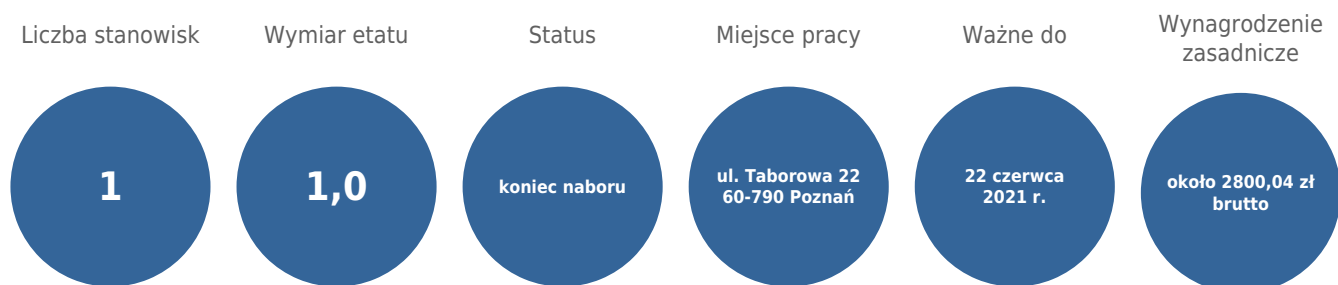 Liczba stanowisk
Wymiar etatu
Status
Miejsce pracy
Ważne do
Wynagrodzenie
zasadnicze
1
1,0
koniec naboru
ul. Taborowa 22
60-790 Poznań
22 czerwca
2021 r.
około 2800,04 zł
brutto